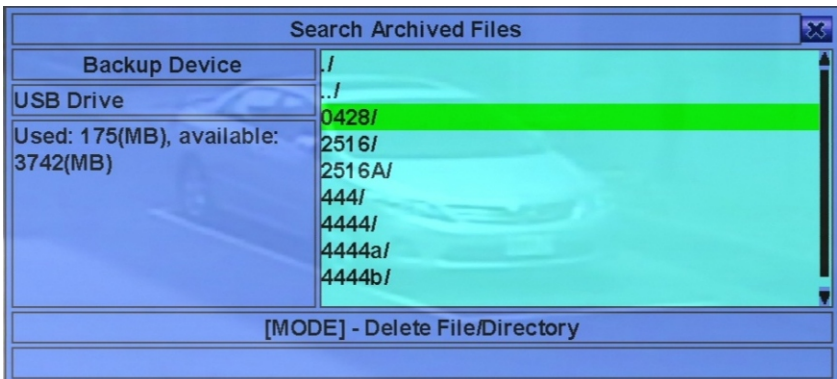 Search Archived Files
Backup Device
USB Drive
Used: 175(MB), available:
3742(MB)
./
../
0428/
2516/
2516A/
444/
4444/
4444a/
4444b/
[MODE] - Delete File/Directory